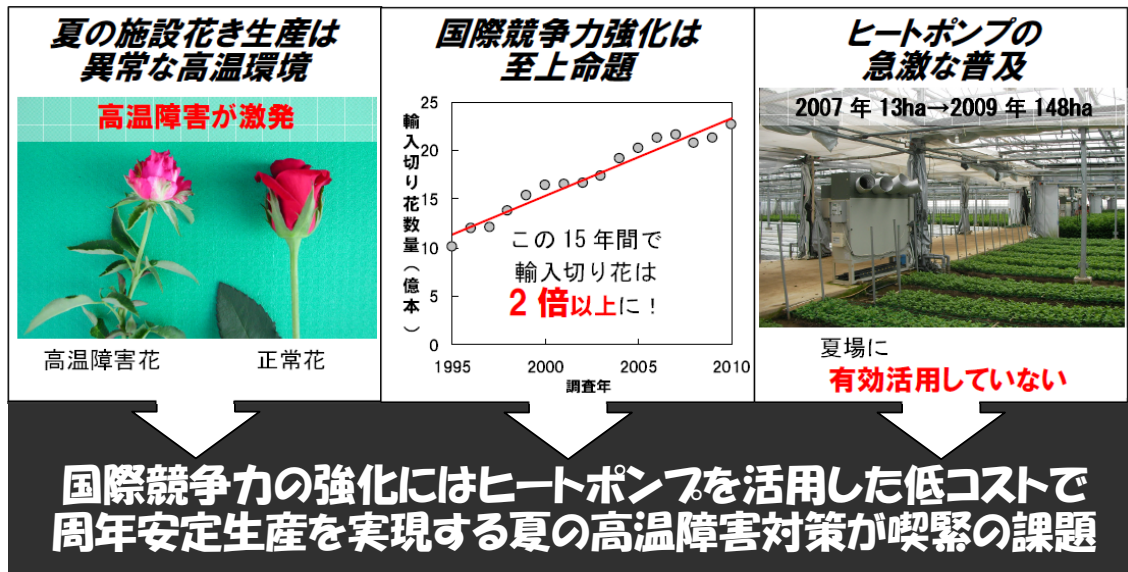 夏の施設花き生産は
異常な高温環境
高温障害が激発
高温障害花
正常花
国際競争力強化は
至上命題
輸入切り花数量（億本）
25
20
15
10
5
0
この15年間で
輸入切り花は
2倍以上に！
1995
2000
2005
2010
調査年
ヒートポンプの
急激な普及
2007年13ha→2009年148ha
夏場に
有効活用していない
国際競争力の強化にはヒートポンプを活用した低コストで
周年安定生産を実現する夏の高温障害対策が喫緊の課題